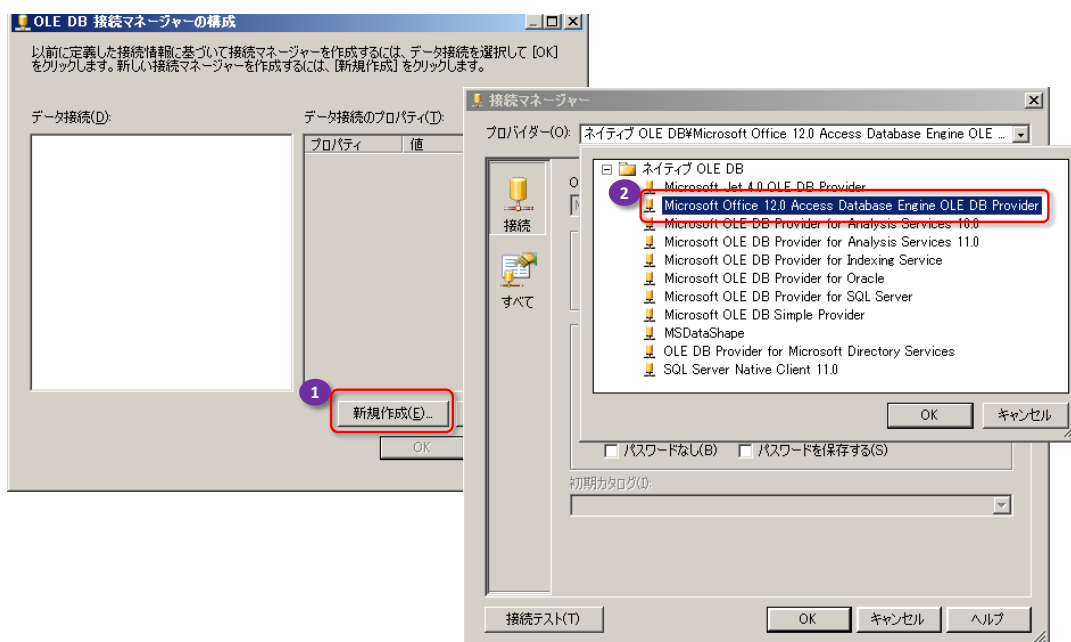 OLE DB 接続マネージャーの構成
以前に定義した接続情報に基づいて接続マネージャーを作成するには、データ接続を選択して [OK]
をクリックします。新しい接続マネージャーを作成するには、[新規作成] をクリックします。
データ接続(D):
データ接続のプロパティ(T):
プロパティ 値
1
新規作成(E)...
OK
接続マネージャー
プロバイダー(O): ネイティブ OLE DB¥Microsoft Office 12.0 Access Database Engine OLE ...
接続
すべて
ネイティブ OLE DB
Microsoft Jet 4.0 OLE DB Provider
2
Microsoft Office 12.0 Access Database Engine OLE DB Provider
Microsoft OLE DB Provider for Analysis Services 10.0
Microsoft OLE DB Provider for Analysis Services 11.0
Microsoft OLE DB Provider for Indexing Service
Microsoft OLE DB Provider for Oracle
Microsoft OLE DB Provider for SQL Server
Microsoft OLE DB Simple Provider
MSDataShape
OLE DB Provider for Microsoft Directory Services
SQL Server Native Client 11.0
OK キャンセル
パスワードなし(B) パスワードを保存する(S)
初期カタログ(I):
接続テスト(T) OK キャンセル ヘルプ